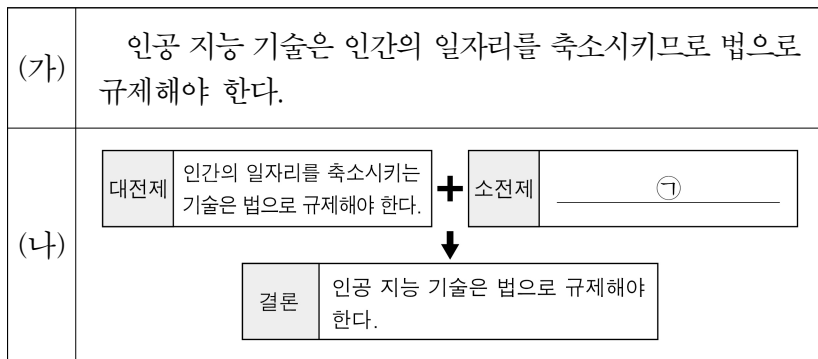 (가)
인공 지능 기술은 인간의 일자리를 축소시키므로 법으로
규제해야 한다.
(나)
대전제
인간의 일자리를 축소시키는
기술은 법으로 규제해야 한다.
+
소전제
㉠
결론
인공 지능 기술은 법으로 규제해야
한다.